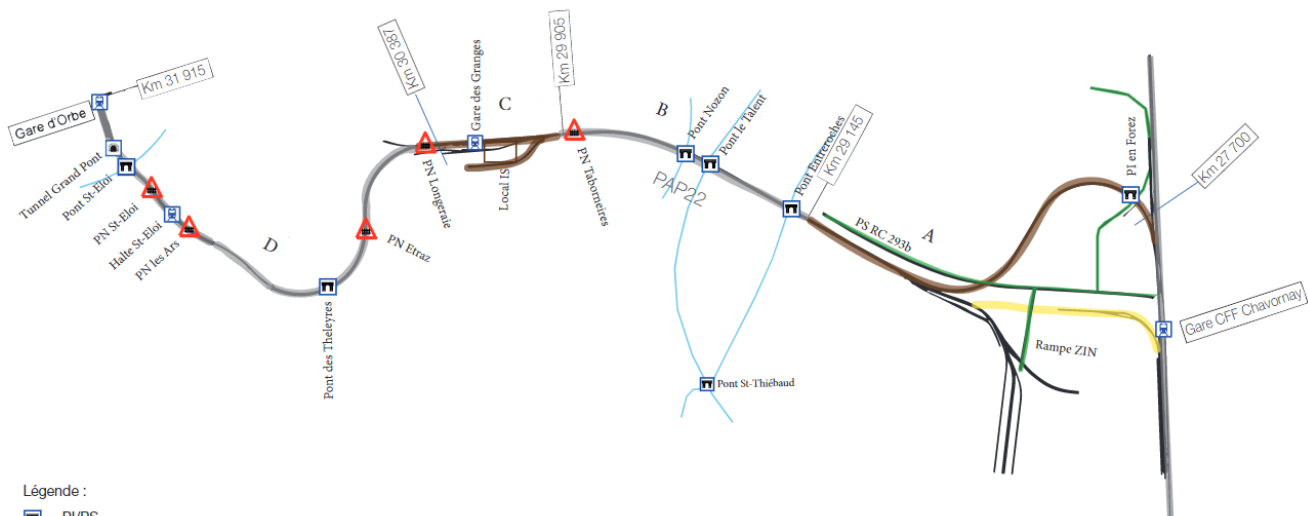 Gare d'Orbe
Km 31 915
Tunnel Grand Pont
Pont St-Eloi
PN St-Eloi
Halte St-Eloi
PN les Ars
D
Pont des Theleyres
PN Etraz
Km 30 387
PN Longeraie
Gare des Granges
C
Local IS
Km 29 905
PN Taborneires
B
Pont Nozon
Pont le Talent
PAP22
Pont Entreroches
Km 29 145
Pont St-Thiébaud
PS RC 293b
A
PI en Forez
Km 27 700
Rampe ZIN
Gare CFF Chavornay
Légende :
PI/PS